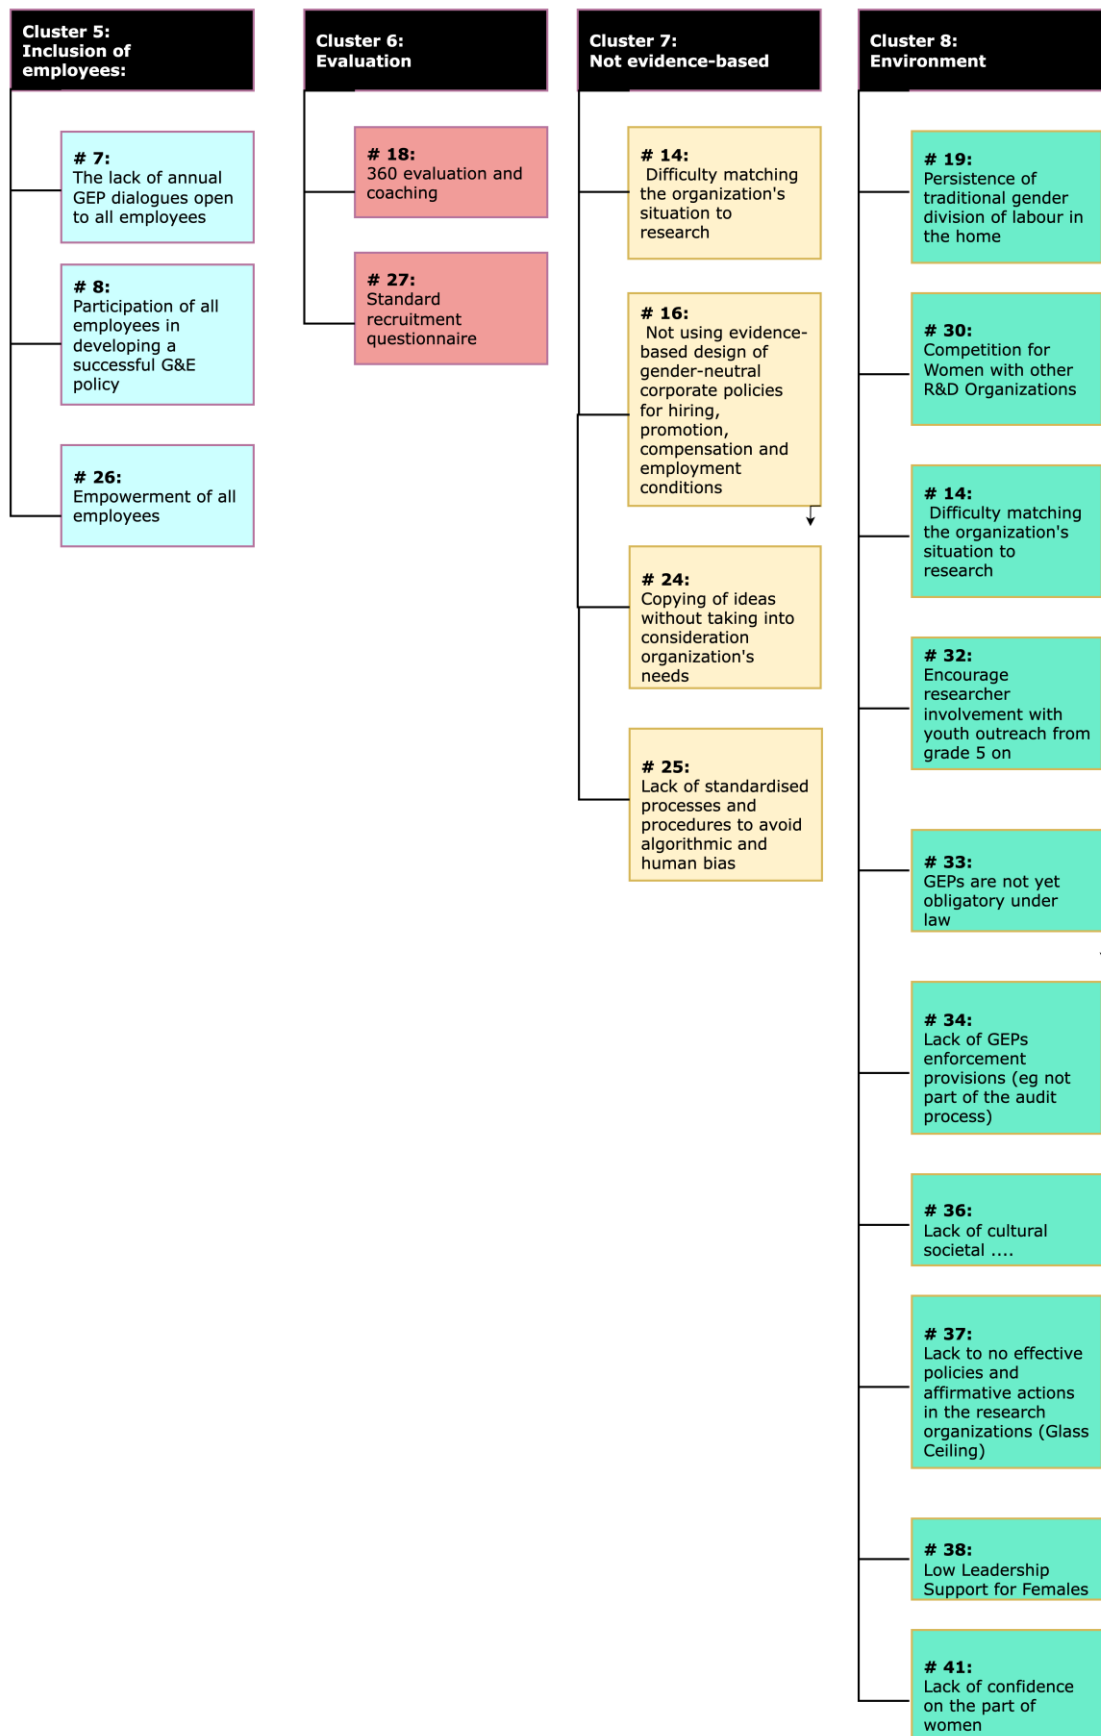 Cluster 5:
Inclusion of
employees:
# 7:
The lack of annual
GEP dialogues open
to all employees
# 8:
Participation of all
employees in
developing a
successful G&E
policy
# 26:
Empowerment of all
employees
Cluster 6:
Evaluation
# 18:
360 evaluation and
coaching
# 27:
Standard
recruitment
questionnaire
Cluster 7:
Not evidence-based
# 14:
Difficulty matching
the organization's
situation to
research
# 16:
Not using evidence-
based design of
gender-neutral
corporate policies
for hiring,
promotion,
compensation and
employment
conditions
# 24:
Copying of ideas
without taking into
consideration
organization's
needs
# 25:
Lack of standardised
processes and
procedures to avoid
algorithmic and
human bias
Cluster 8:
Environment
# 19:
Persistence of
traditional gender
division of labour in
the home
# 30:
Competition for
Women with other
R&D Organizations
# 14:
Difficulty matching
the organization's
situation to
research
# 32:
Encourage
researcher
involvement with
youth outreach from
grade 5 on
# 33:
GEPs are not yet
obligatory under
law
# 34:
Lack of GEPs
enforcement
provisions (eg not
part of the audit
process)
# 36:
Lack of cultural
societal ....
# 37:
Lack to no effective
policies and
affirmative actions
in the research
organizations (Glass
Ceiling)
# 38:
Low Leadership
Support for Females
# 41:
Lack of confidence
on the part of
women